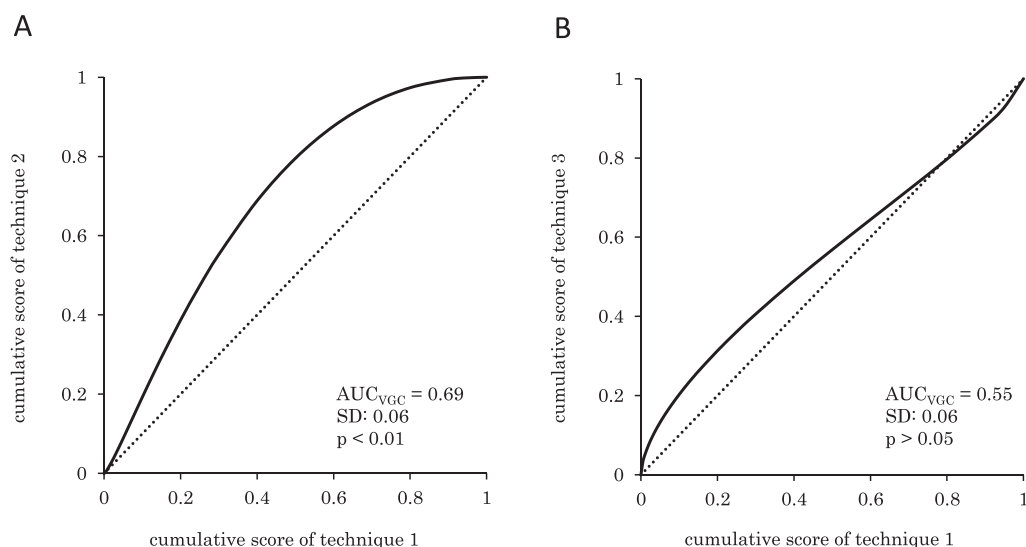 A
cumulative score of technique 2
1
0.8
0.6
0.4
0.2
0
AUCVGC = 0.69
SD: 0.06
p < 0.01
0 0.2 0.4 0.6 0.8 1
cumulative score of technique 1
B
cumulative score of technique 3
1
0.8
0.6
0.4
0.2
0
AUCVGC = 0.55
SD: 0.06
p > 0.05
0 0.2 0.4 0.6 0.8 1
cumulative score of technique 1